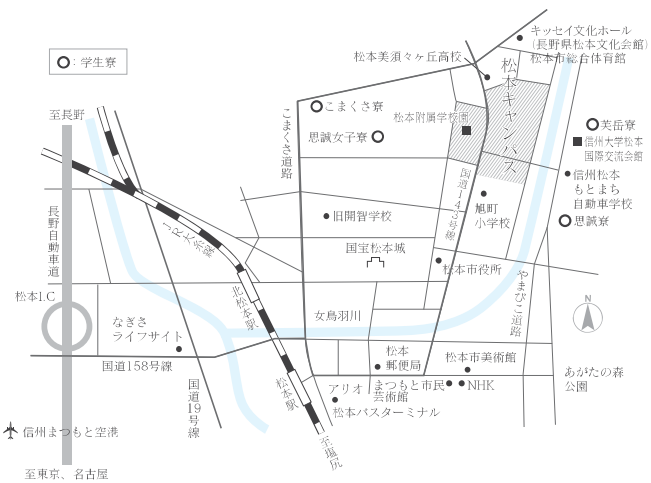 キッセイ文化ホール
(長野県松本文化会館)
松本市総合体育館
松本美須々ヶ丘高校
:学生寮
松本キャンパス
至長野
こまくさ寮
松本附属学校園
こまくさ道路
思誠女子寮
芙岳寮
信州大学松本
国際交流会館
信州松本
もとまち
自動車学校
国道143号線
旭町
小学校
思誠寮
旧開智学校
長野自動車道
JR大糸線
国宝松本城
松本市役所
やまびこ道路
N
松本I.C
北松本駅
なぎさ
ライフサイト
女鳥羽川
国道158号線
松本
郵便局
松本市美術館
あがたの森
公園
国道19号線
松本駅
アリオ
まつもと市民
芸術館
NHK
松本バスターミナル
信州まつもと空港
至塩尻
至東京、名古屋